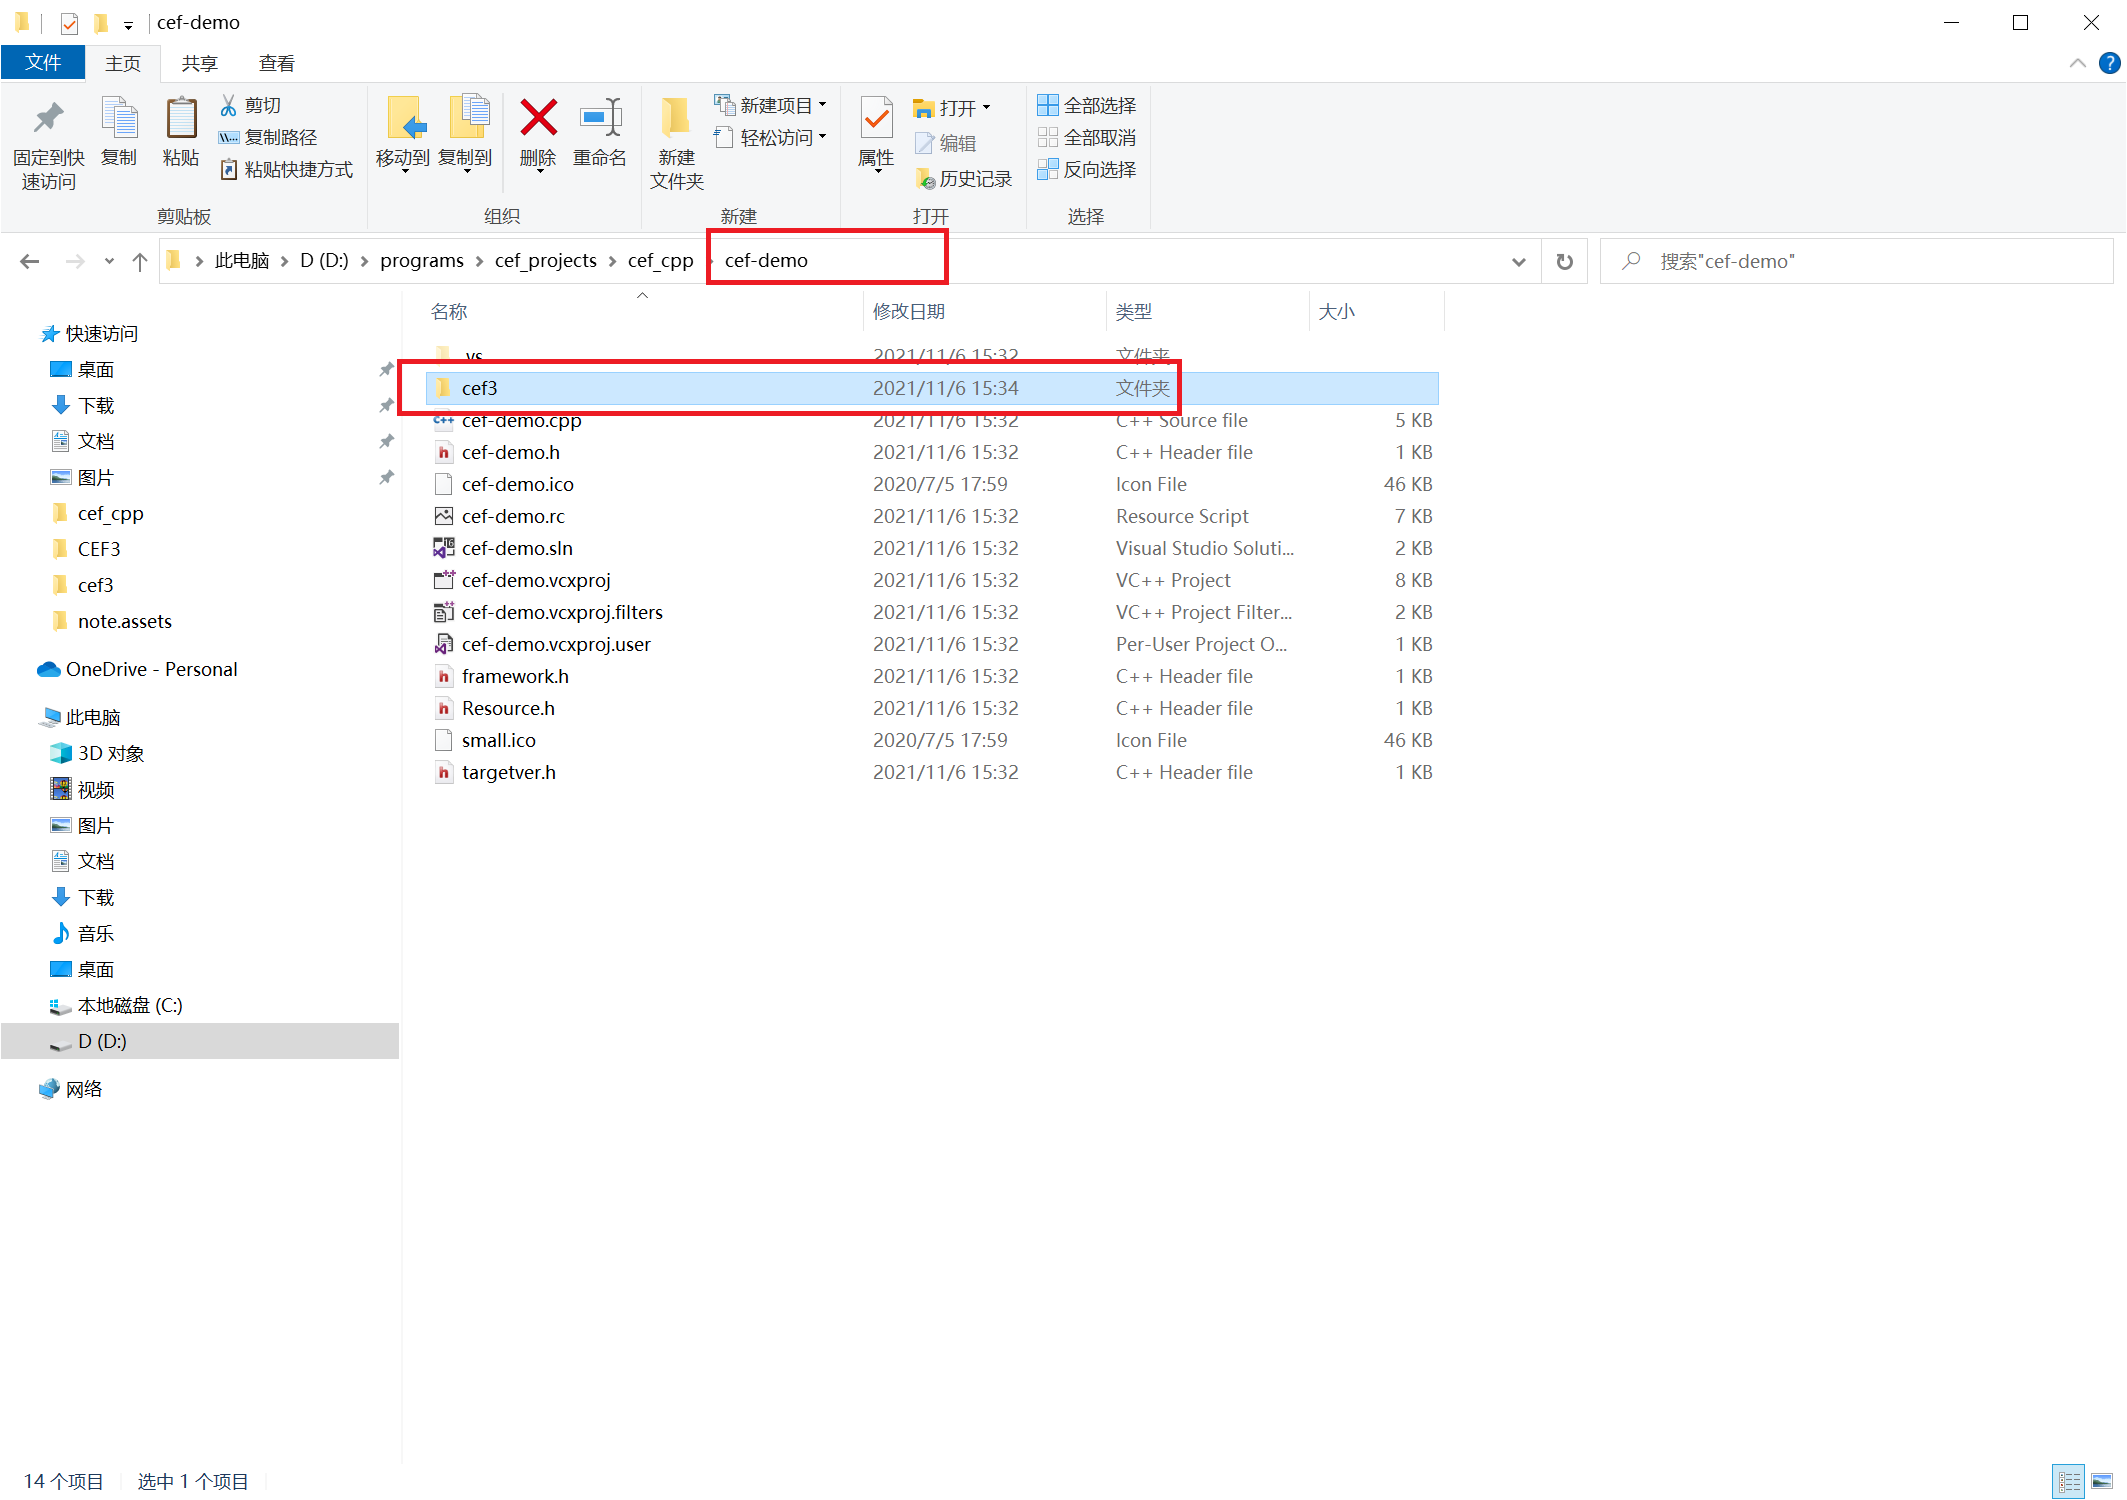 cef-demo
文件 主页 共享 查看
固定到快速访问 复制 粘贴 剪切 复制路径 粘贴快捷方式
移动到 复制到 删除 重命名
新建文件夹 新建项目 轻松访问
属性 打开 编辑 历史记录
全部选择 全部取消 反向选择
剪贴板 组织 新建 打开 选择
此电脑 D (D:) programs cef_projects cef_cpp cef-demo 搜索"cef-demo"
快速访问
桌面
下载
文档
图片
cef_cpp
CEF3
cef3
note.assets
OneDrive - Personal
此电脑
3D 对象
视频
图片
文档
下载
音乐
桌面
本地磁盘 (C:)
D (D:)
网络
名称 修改日期 类型 大小
.vs 2021/11/6 15:32 文件夹
cef3 2021/11/6 15:34 文件夹
cef-demo.cpp 2021/11/6 15:32 C++ Source file 5 KB
cef-demo.h 2021/11/6 15:32 C++ Header file 1 KB
cef-demo.ico 2020/7/5 17:59 Icon File 46 KB
cef-demo.rc 2021/11/6 15:32 Resource Script 7 KB
cef-demo.sln 2021/11/6 15:32 Visual Studio Soluti... 2 KB
cef-demo.vcxproj 2021/11/6 15:32 VC++ Project 8 KB
cef-demo.vcxproj.filters 2021/11/6 15:32 VC++ Project Filter... 2 KB
cef-demo.vcxproj.user 2021/11/6 15:32 Per-User Project O... 1 KB
framework.h 2021/11/6 15:32 C++ Header file 1 KB
Resource.h 2021/11/6 15:32 C++ Header file 1 KB
small.ico 2020/7/5 17:59 Icon File 46 KB
targetver.h 2021/11/6 15:32 C++ Header file 1 KB
14 个项目 选中 1 个项目